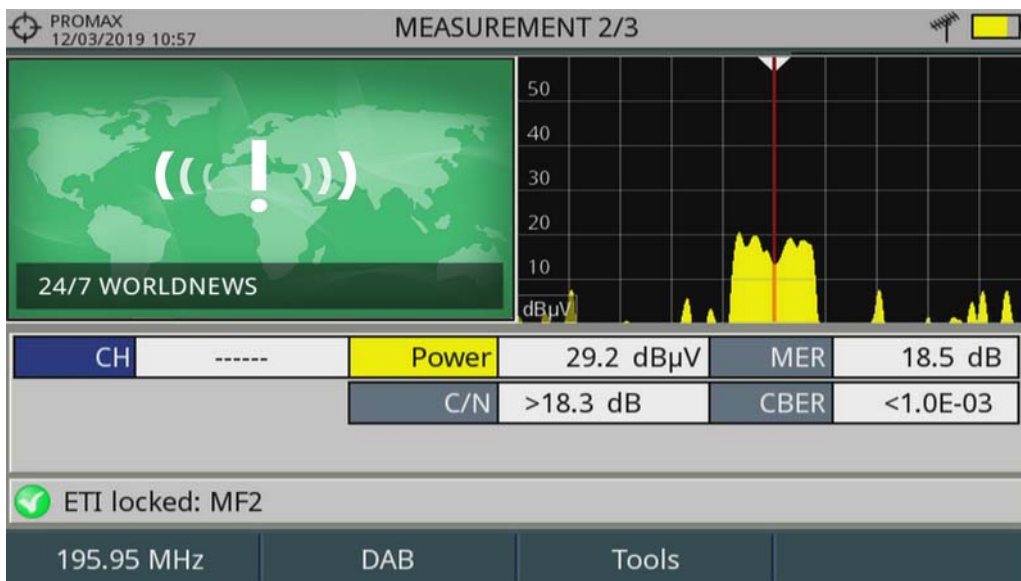 PROMAX
12/03/2019 10:57
MEASUREMENT 2/3
24/7 WORLDNEWS
50
40
30
20
10
dBµV
CH ------ Power 29.2 dBµV MER 18.5 dB
C/N >18.3 dB CBER <1.0E-03
ETI locked: MF2
195.95 MHz DAB Tools